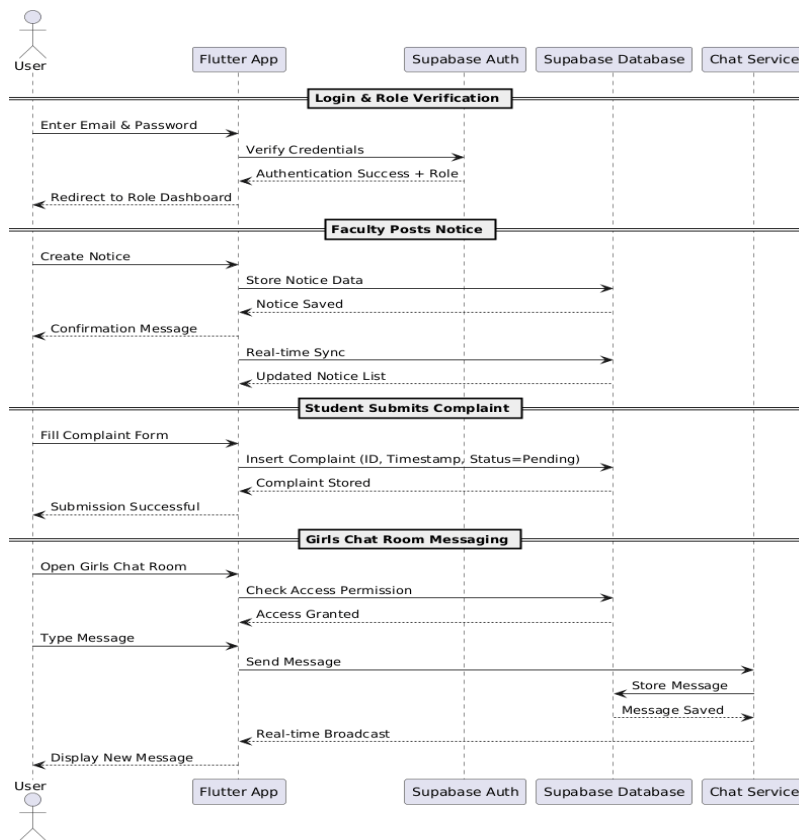 User
Flutter App
Supabase Auth
Supabase Database
Chat Service
Login & Role Verification
Enter Email & Password
Verify Credentials
Authentication Success + Role
Redirect to Role Dashboard
Faculty Posts Notice
Create Notice
Store Notice Data
Notice Saved
Confirmation Message
Real-time Sync
Updated Notice List
Student Submits Complaint
Fill Complaint Form
Insert Complaint (ID, Timestamp, Status=Pending)
Complaint Stored
Submission Successful
Girls Chat Room Messaging
Open Girls Chat Room
Check Access Permission
Access Granted
Type Message
Send Message
Store Message
Message Saved
Real-time Broadcast
Display New Message
User
Flutter App
Supabase Auth
Supabase Database
Chat Service